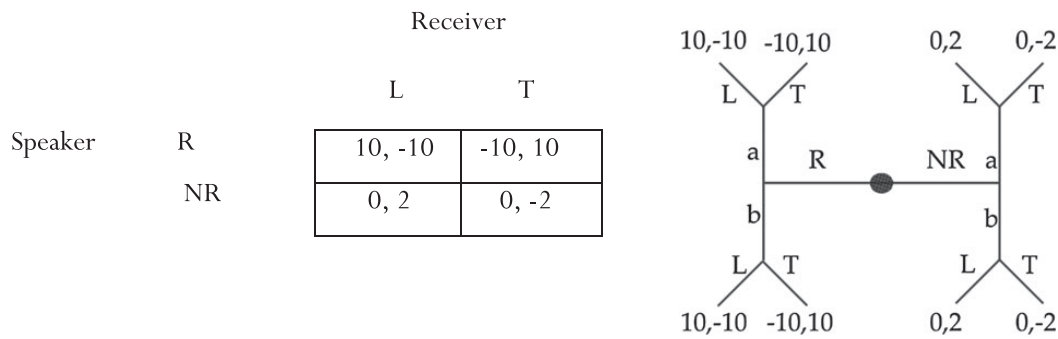 Receiver
L T
Speaker R 10, -10 -10, 10
NR 0, 2 0, -2
10,-10 -10,10 0,2 0,-2
L T L T
a R NR a
b b
L T L T
10,-10 -10,10 0,2 0,-2